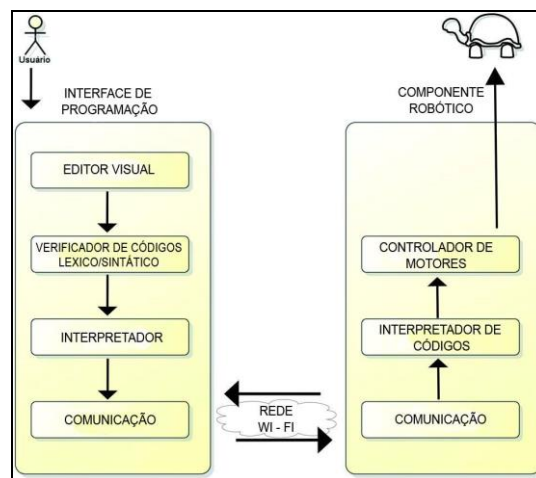 Usuário
INTERFACE DE
PROGRAMAÇÃO
EDITOR VISUAL
VERIFICADOR DE CÓDIGOS
LEXICO/SINTÁTICO
INTERPRETADOR
COMUNICAÇÃO
REDE
WI - FI
COMPONENTE
ROBÓTICO
CONTROLADOR DE
MOTORES
INTERPRETADOR DE
CÓDIGOS
COMUNICAÇÃO